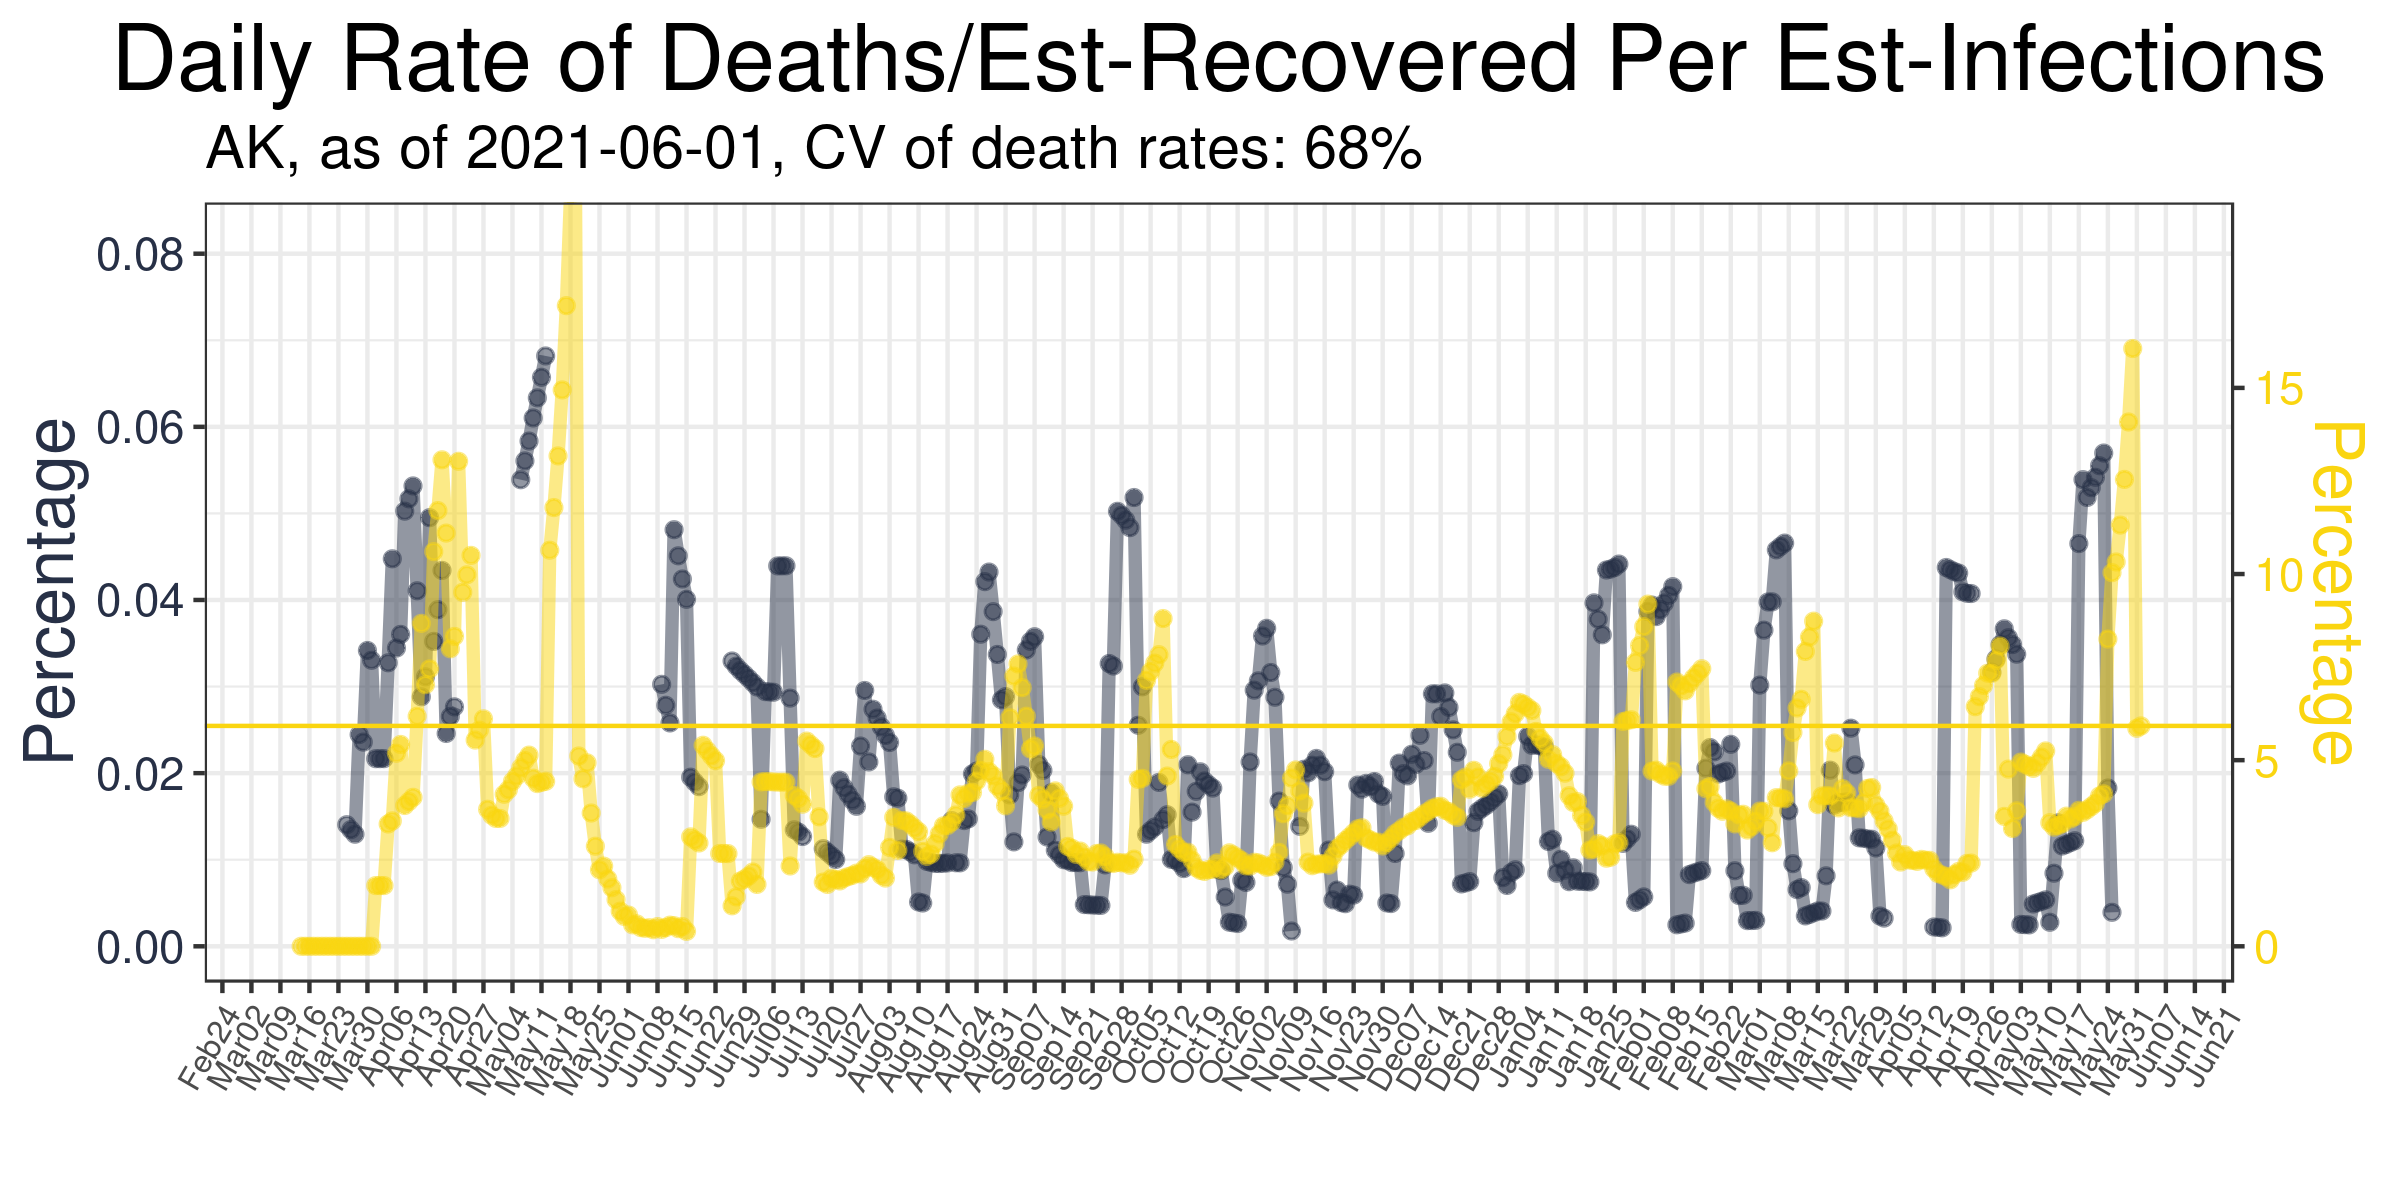 Daily Rate of Deaths/Est-Recovered Per Est-Infections
AK, as of 2021-06-01, CV of death rates: 68%
Percentage
0.08
0.06
0.04
0.02
0.00
15
10
5
0
Percentage
Feb24
Mar02
Mar09
Mar16
Mar23
Mar30
Apr06
Apr13
Apr20
Apr27
May04
May11
May18
May25
Jun01
Jun08
Jun15
Jun22
Jun29
Jul06
Jul13
Jul20
Jul27
Aug03
Aug10
Aug17
Aug24
Aug31
Sep07
Sep14
Sep21
Sep28
Oct05
Oct12
Oct19
Oct26
Nov02
Nov09
Nov16
Nov23
Nov30
Dec07
Dec14
Dec21
Dec28
Jan04
Jan11
Jan18
Jan25
Feb01
Feb08
Feb15
Feb22
Mar01
Mar08
Mar15
Mar22
Mar29
Apr05
Apr12
Apr19
Apr26
May03
May10
May17
May24
May31
Jun07
Jun14
Jun21